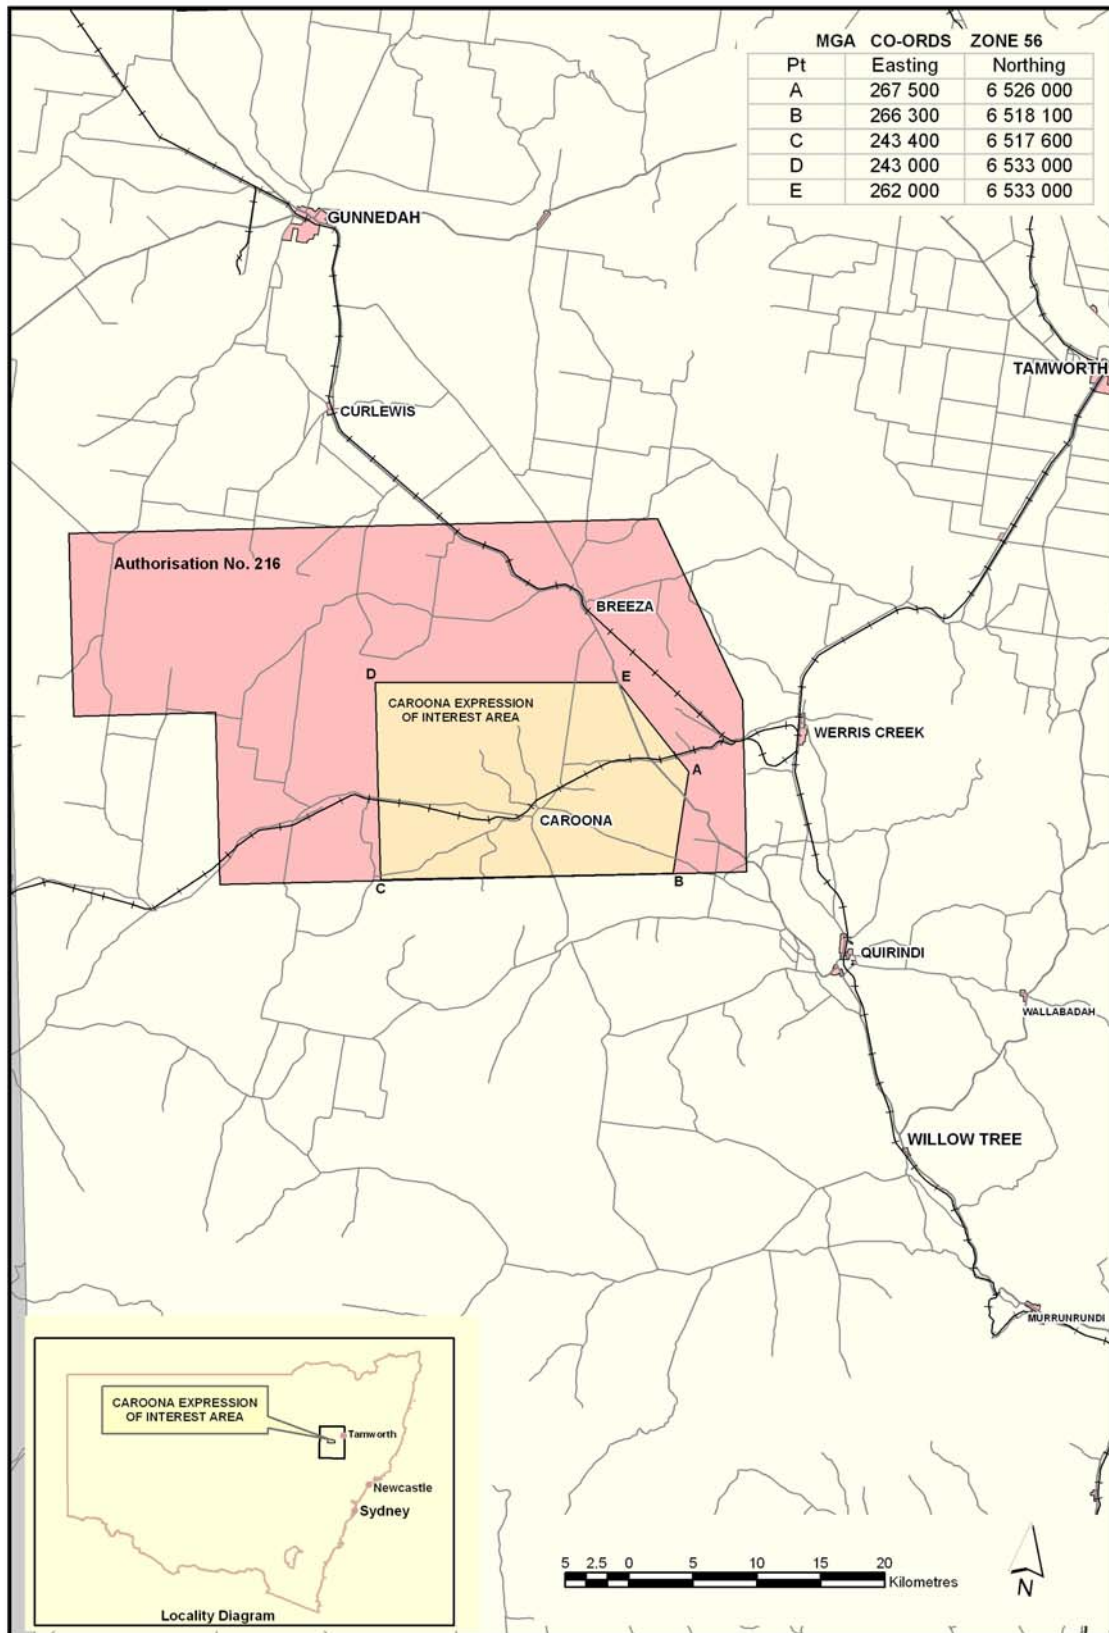 MGA CO-ORDS ZONE 56
Pt Easting Northing
A 267 500 6 526 000
B 266 300 6 518 100
C 243 400 6 517 600
D 243 000 6 533 000
E 262 000 6 533 000
GUNNEDAH
TAMWORTH
CURLEWIS
Authorisation No. 216
BREEZA
D
E
CAROONA EXPRESSION
OF INTEREST AREA
WERRIS CREEK
A
CAROONA
C
B
QUIRINDI
WALLABADAH
WILLOW TREE
MURRUNRUNDI
CAROONA EXPRESSION
OF INTEREST AREA
Tamworth
Newcastle
Sydney
Locality Diagram
5 2.5 0 5 10 15 20
Kilometres
N